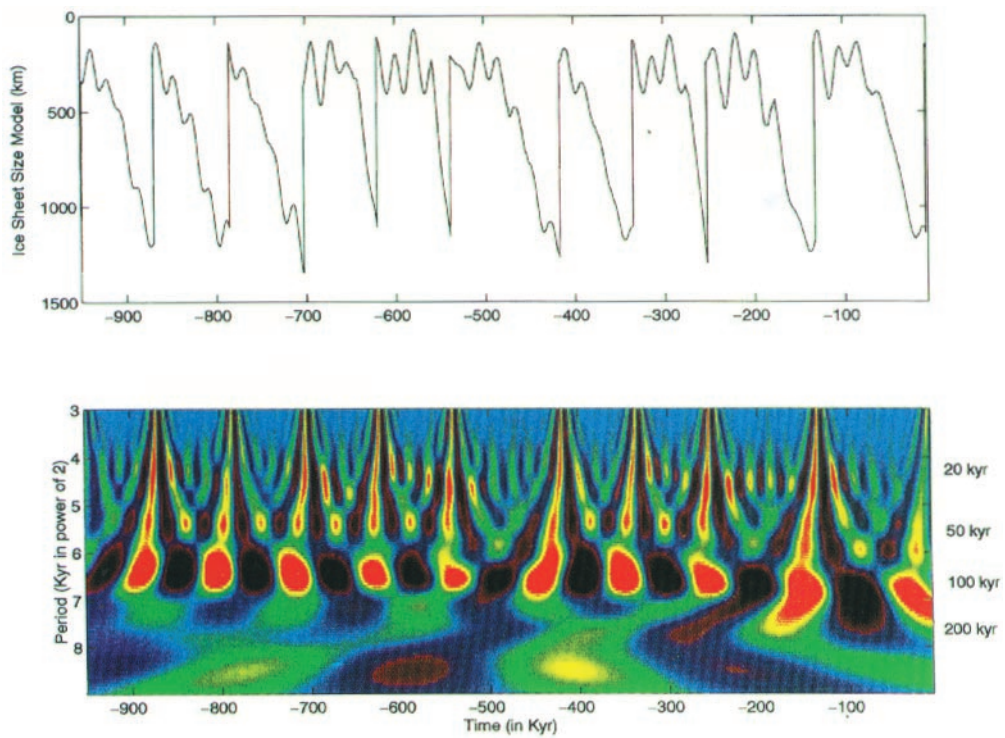 Ice Sheet Size Model (km)
0
500
1000
1500
−900 −800 −700 −600 −500 −400 −300 −200 −100
Period (Kyr in power of 2)
3
4
5
6
7
8
20 kyr
50 kyr
100 kyr
200 kyr
−900 −800 −700 −600 −500 −400 −300 −200 −100
Time (in Kyr)